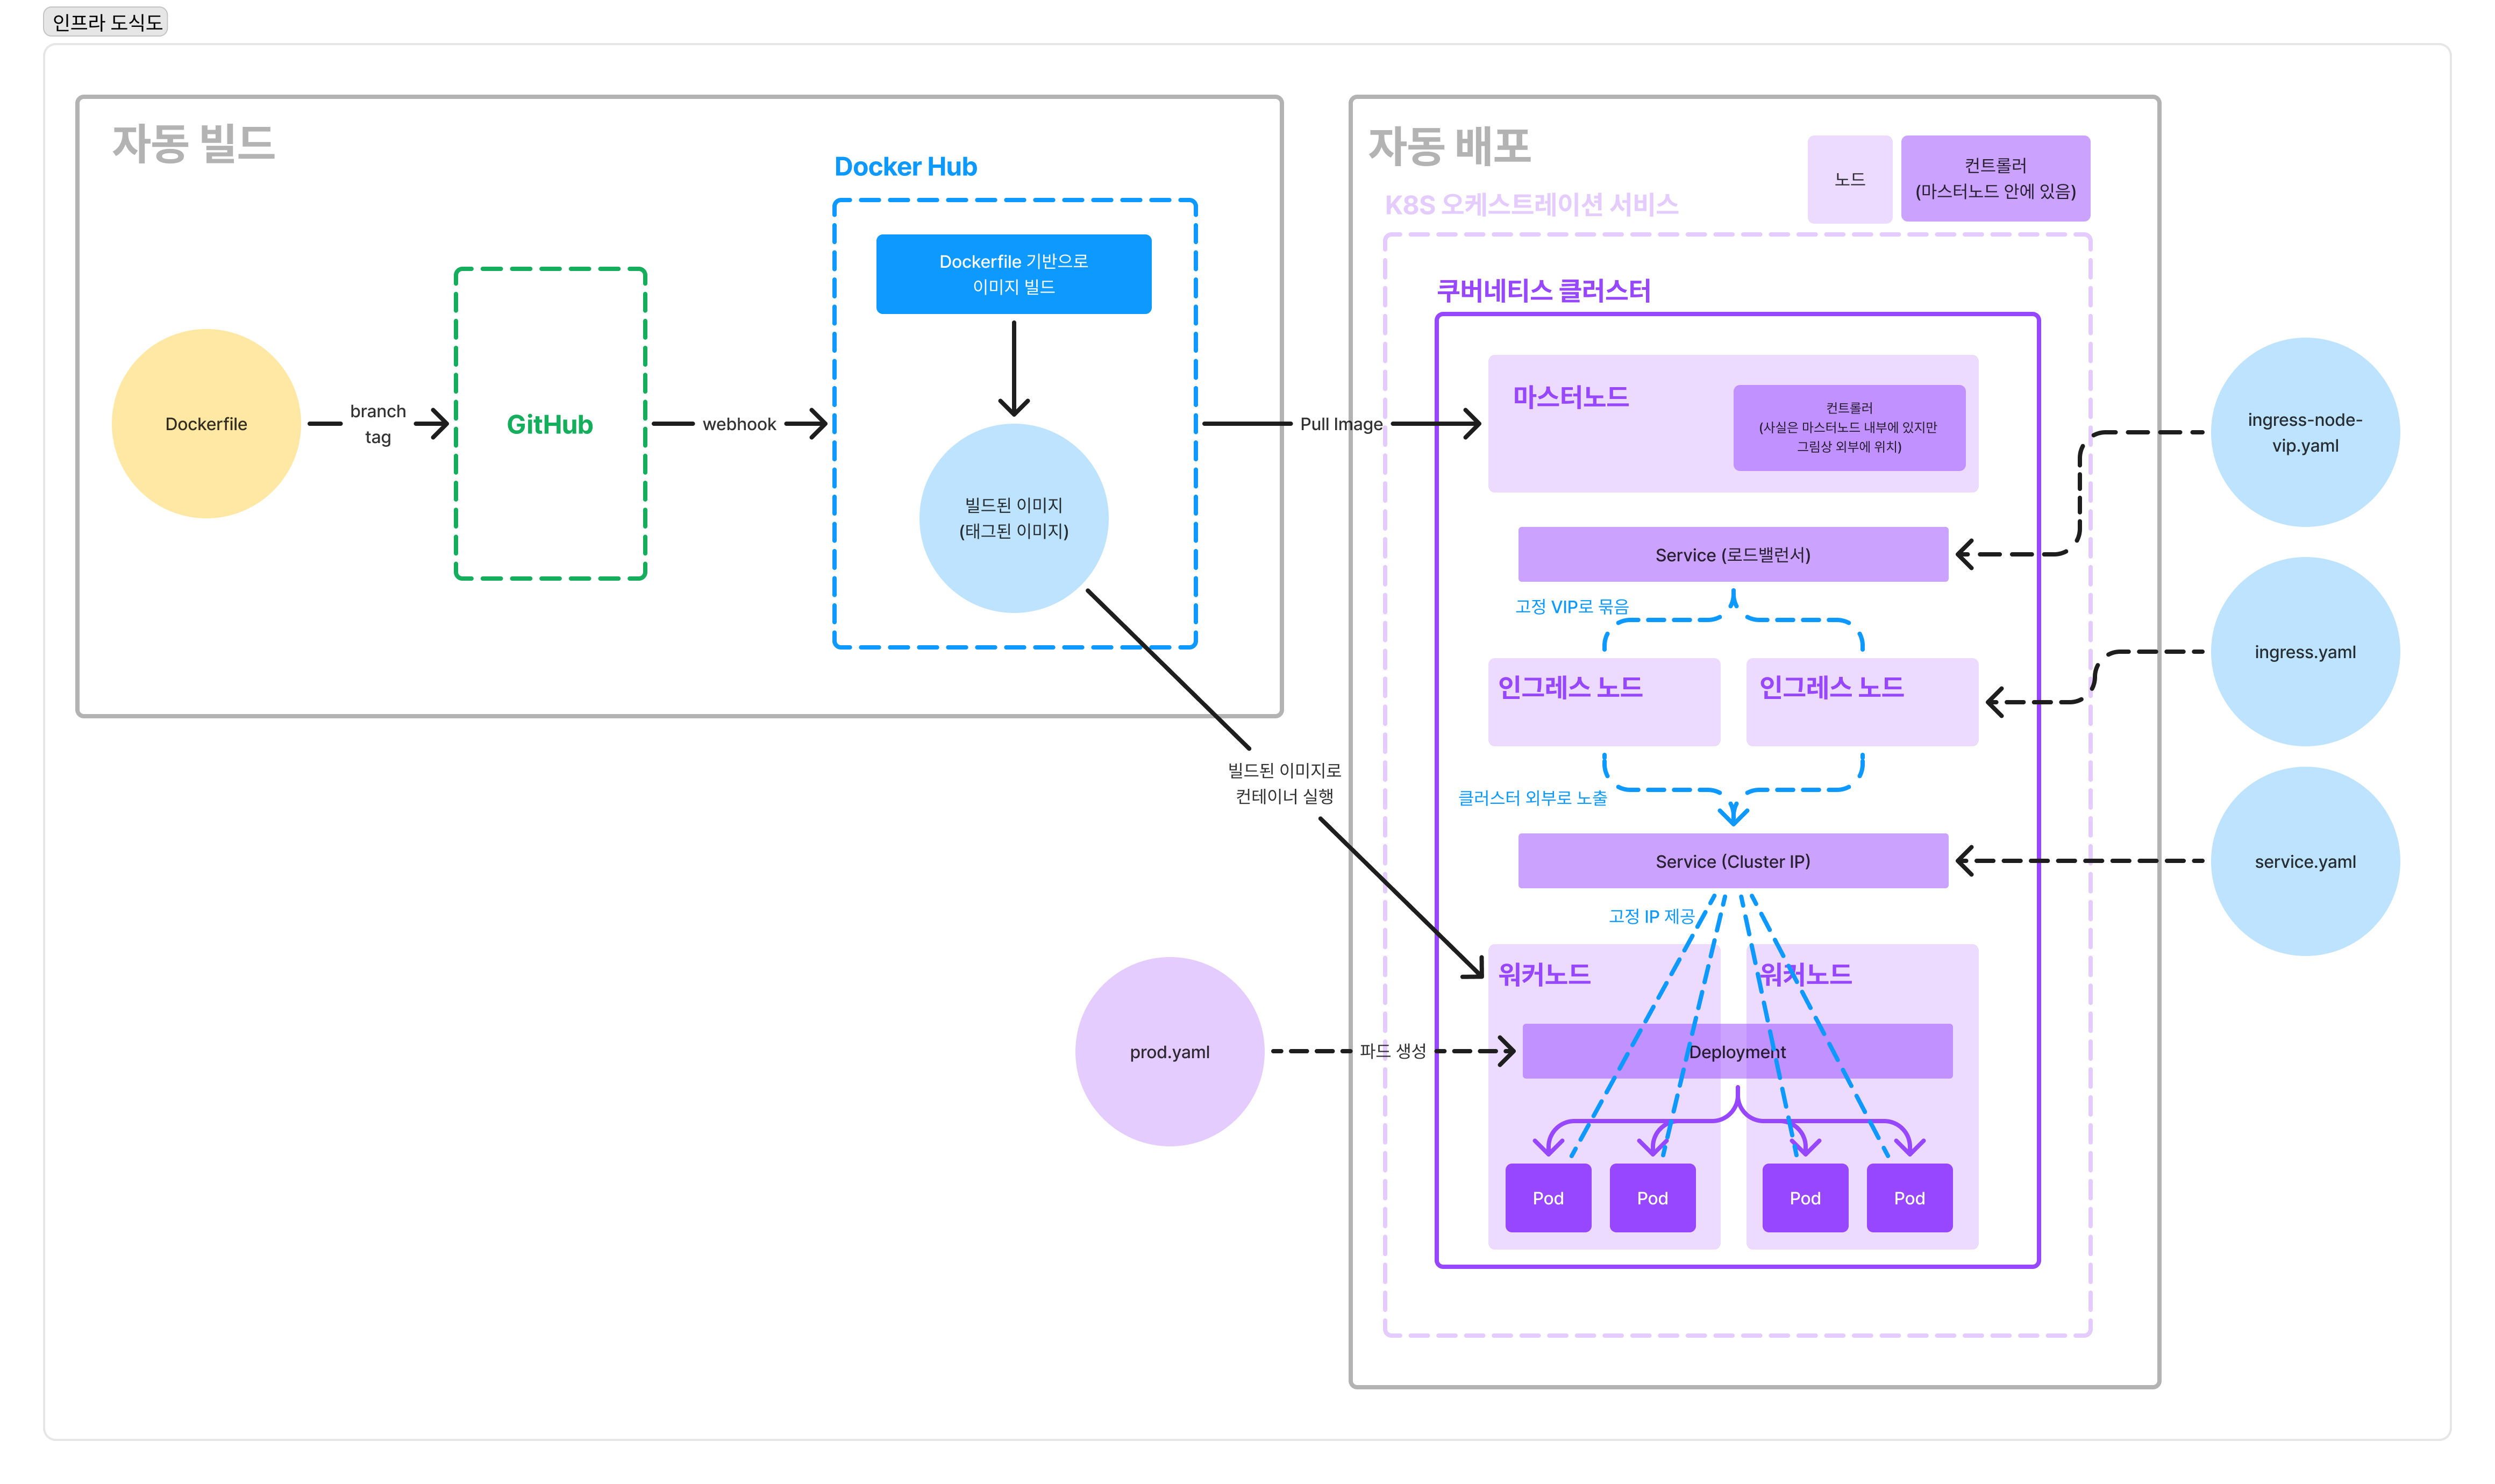 인프라 도식도
자동 빌드
Dockerfile
branch
tag
GitHub
webhook
Docker Hub
Dockerfile 기반으로
이미지 빌드
빌드된 이미지
(태그된 이미지)
Pull Image
빌드된 이미지로
컨테이너 실행
prod.yaml
파드 생성
자동 배포
노드
컨트롤러
(마스터노드 안에 있음)
K8S 오케스트레이션 서비스
쿠버네티스 클러스터
마스터노드
컨트롤러
(사실은 마스터노드 내부에 있지만
그림상 외부에 위치)
Service (로드밸런서)
고정 VIP로 묶음
인그레스 노드
인그레스 노드
클러스터 외부로 노출
Service (Cluster IP)
고정 IP 제공
워커노드
워커노드
Deployment
Pod
Pod
Pod
Pod
ingress-node-
vip.yaml
ingress.yaml
service.yaml